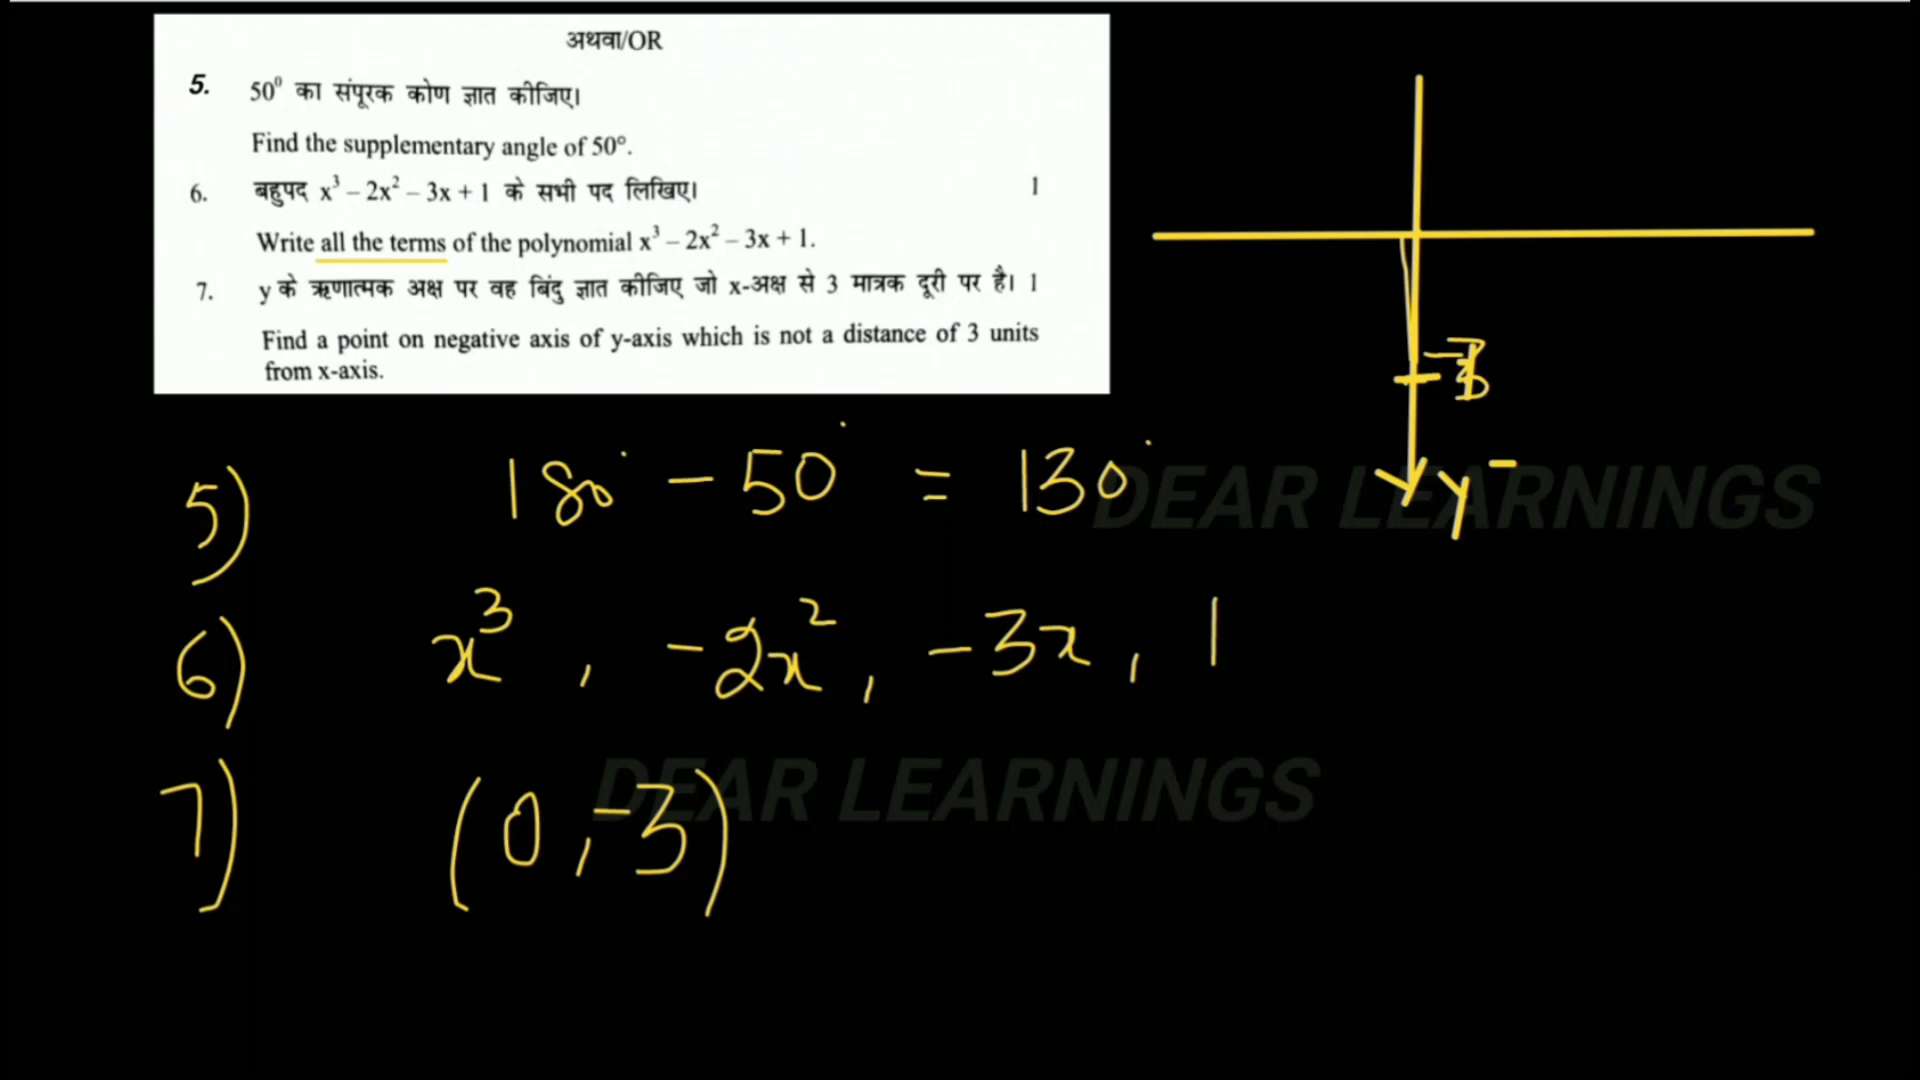 अथवा/OR
5. 50⁰ का संपूरक कोण ज्ञात कीजिए।
Find the supplementary angle of 50°.
6. बहुपद x³ – 2x² – 3x + 1 के सभी पद लिखिए। 1
Write all the terms of the polynomial x³ – 2x² – 3x + 1.
7. y के ऋणात्मक अक्ष पर वह बिंदु ज्ञात कीजिए जो x-अक्ष से 3 मात्रक दूरी पर है। 1
Find a point on negative axis of y-axis which is not a distance of 3 units
from x-axis.
y⁻
5) 180° – 50° = 130°
DEAR LEARNINGS
6) x³ , -2x² , -3x , 1
7) (0, -3)
DEAR LEARNINGS